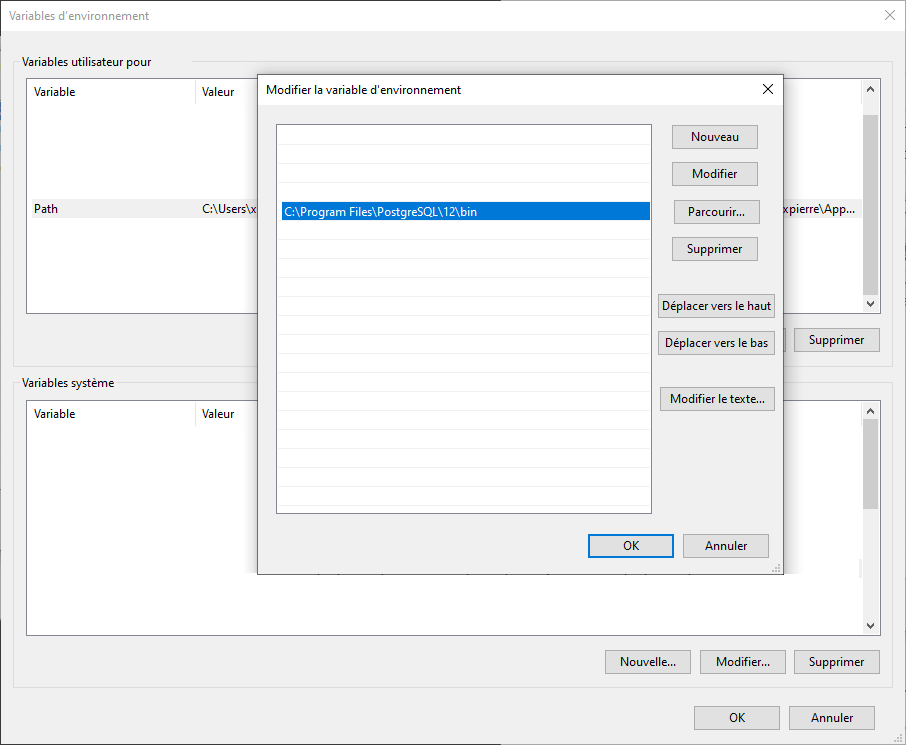 Variables d'environnement
Variables utilisateur pour
Variable Valeur
Path C:\Users\x xpierre\App...
Supprimer
Modifier la variable d'environnement
C:\Program Files\PostgreSQL\12\bin
Nouveau
Modifier
Parcourir...
Supprimer
Déplacer vers le haut
Déplacer vers le bas
Modifier le texte...
OK Annuler
Variables système
Variable Valeur
Nouvelle... Modifier... Supprimer
OK Annuler